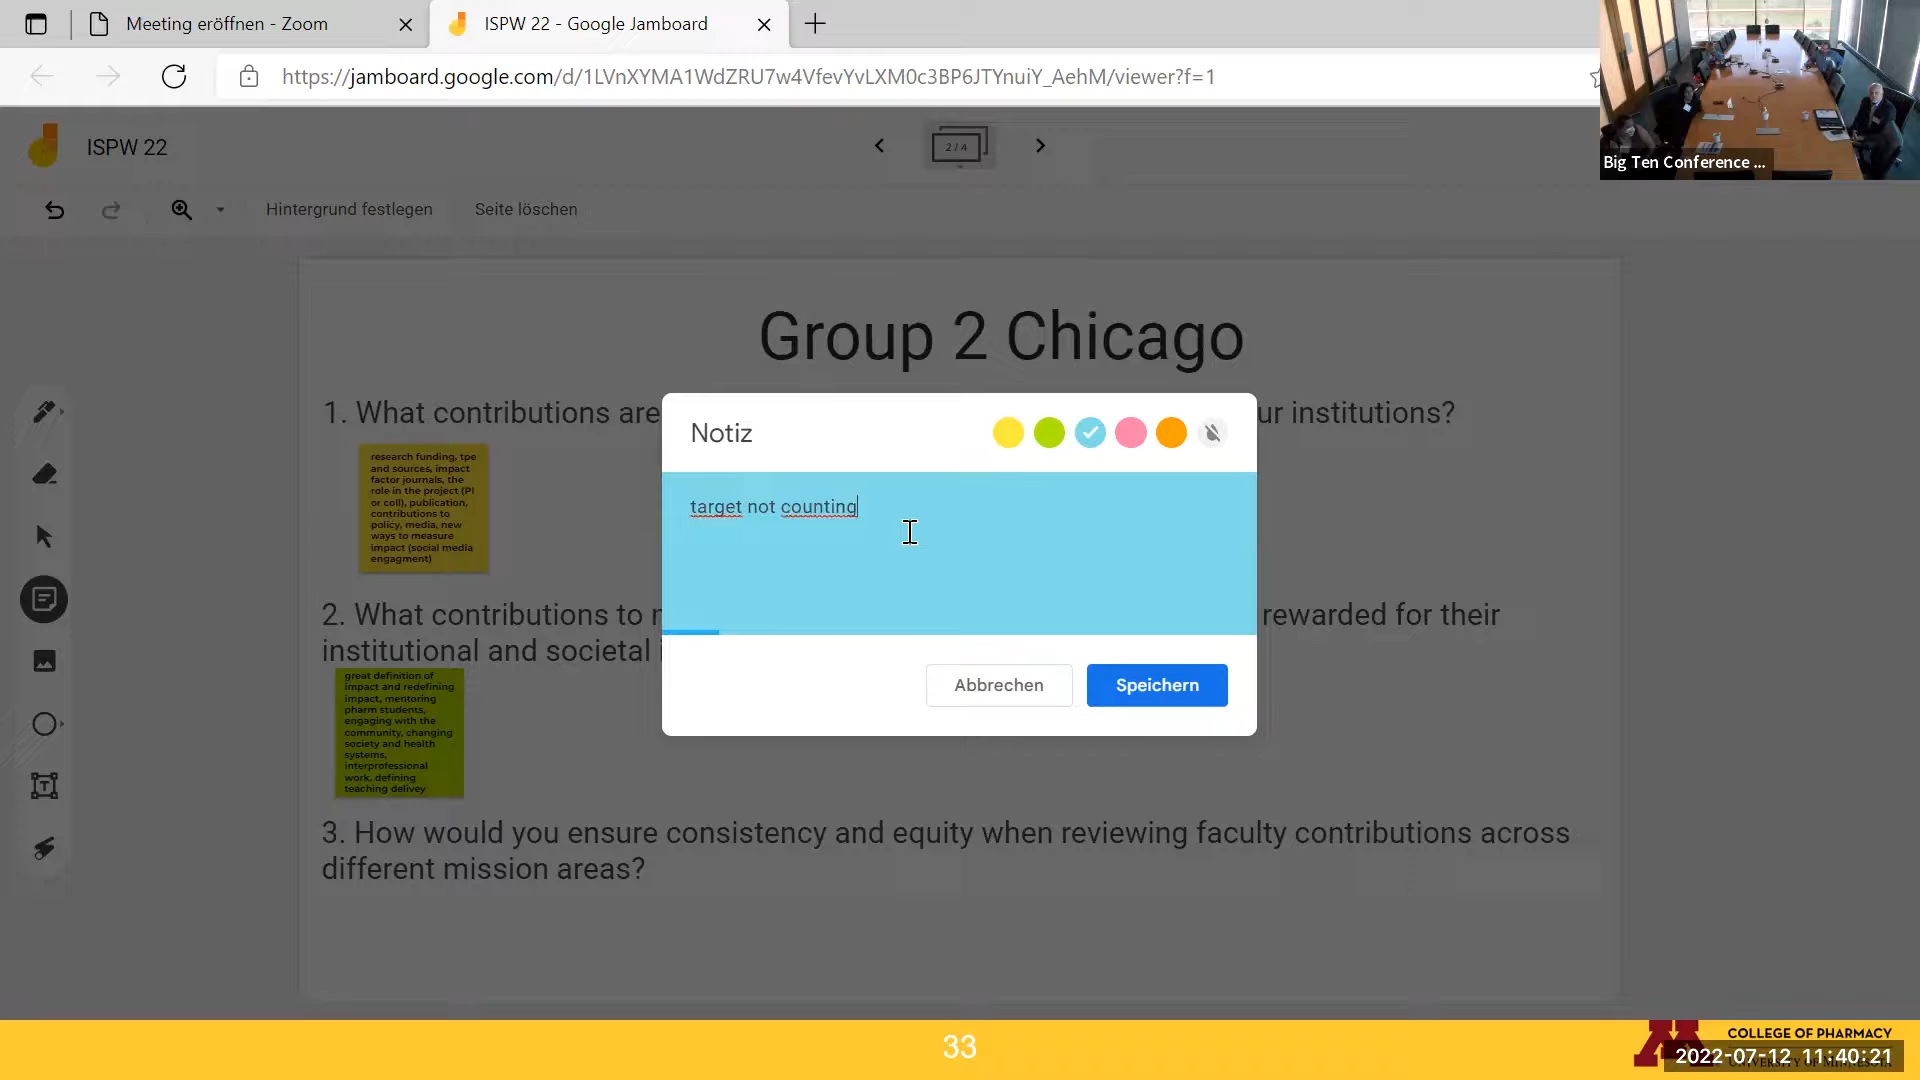 Meeting eröffnen - Zoom
ISPW 22 - Google Jamboard
https://jamboard.google.com/d/1LVnXYMA1WdZRU7w4VfevYvLXM0c3BP6JTYnuiY_AehM/viewer?f=1
Big Ten Conference ...
ISPW 22
2 / 4
Hintergrund festlegen
Seite löschen
Group 2 Chicago
1. What contributions are
ur institutions?
research funding, tpe
and sources, impact
factor journals, the
role in the project (PI
or coll), publication,
contributions to
policy, media, new
ways to measure
impact (social media
engagment)
Notiz
target not counting
Abbrechen
Speichern
2. What contributions to
rewarded for their
institutional and societal
great definition of
impact and redefining
impact, mentoring
pharm students,
engaging with the
community, changing
society and health
systems,
interprofessional
work, defining
teaching delivey
3. How would you ensure consistency and equity when reviewing faculty contributions across
different mission areas?
33
COLLEGE OF PHARMACY
UNIVERSITY OF MINNESOTA
2022-07-12 11:40:21